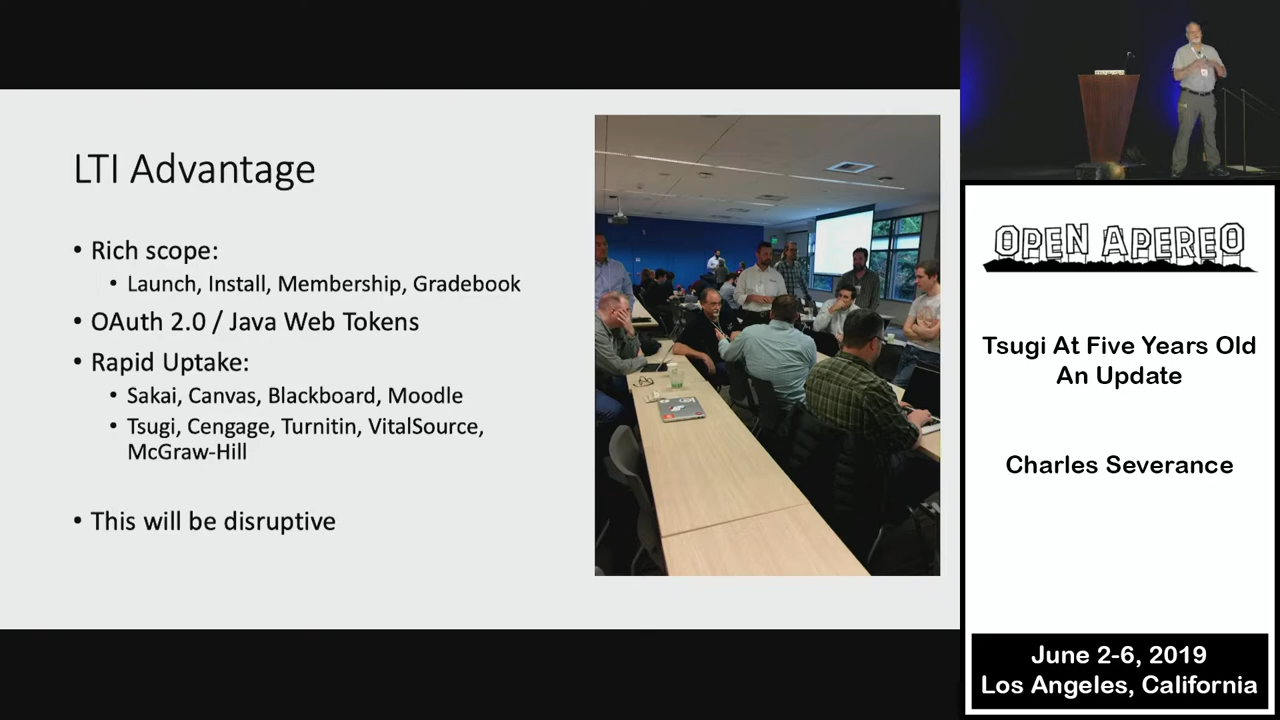 LTI Advantage
• Rich scope:
• Launch, Install, Membership, Gradebook
• OAuth 2.0 / Java Web Tokens
• Rapid Uptake:
• Sakai, Canvas, Blackboard, Moodle
• Tsugi, Cengage, Turnitin, VitalSource,
McGraw-Hill
• This will be disruptive
OPEN APEREO
Tsugi At Five Years Old
An Update
Charles Severance
June 2-6, 2019
Los Angeles, California